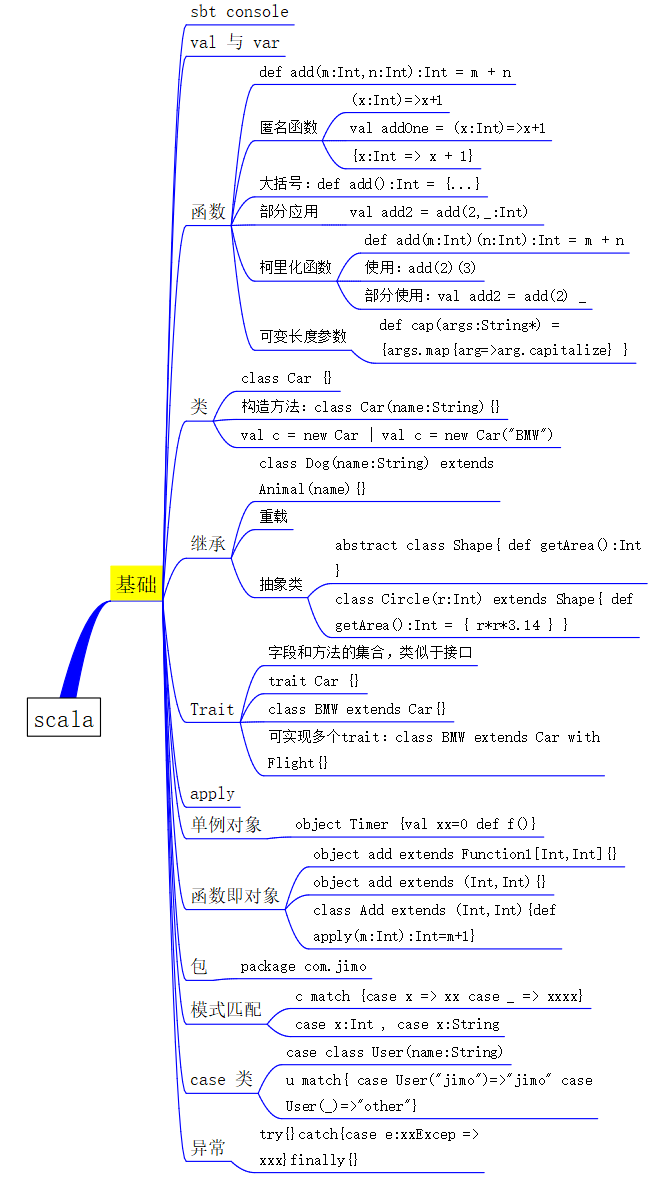 sbt console
val 与 var
def add(m:Int,n:Int):Int = m + n
(x:Int)=>x+1
匿名函数
val addOne = (x:Int)=>x+1
{x:Int => x + 1}
大括号：def add():Int = {...}
函数
部分应用
val add2 = add(2,_:Int)
def add(m:Int)(n:Int):Int = m + n
柯里化函数
使用：add(2)(3)
部分使用：val add2 = add(2) _
可变长度参数
def cap(args:String*) =
{args.map{arg=>arg.capitalize} }
class Car {}
类
构造方法：class Car(name:String){}
val c = new Car | val c = new Car("BMW")
class Dog(name:String) extends
Animal(name){}
继承
重载
抽象类
abstract class Shape{ def getArea():Int
}
class Circle(r:Int) extends Shape{ def
getArea():Int = { r*r*3.14 } }
基础
scala
字段和方法的集合，类似于接口
trait Car {}
Trait
class BMW extends Car{}
可实现多个trait：class BMW extends Car with
Flight{}
apply
单例对象
object Timer {val xx=0 def f()}
object add extends Function1[Int,Int]{}
函数即对象
object add extends (Int,Int){}
class Add extends (Int,Int){def
apply(m:Int):Int=m+1}
包
package com.jimo
模式匹配
c match {case x => xx case _ => xxxx}
case x:Int , case x:String
case 类
case class User(name:String)
u match{ case User("jimo")=>"jimo" case
User(_)=>"other"}
异常
try{}catch{case e:xxExcep =>
xxx}finally{}